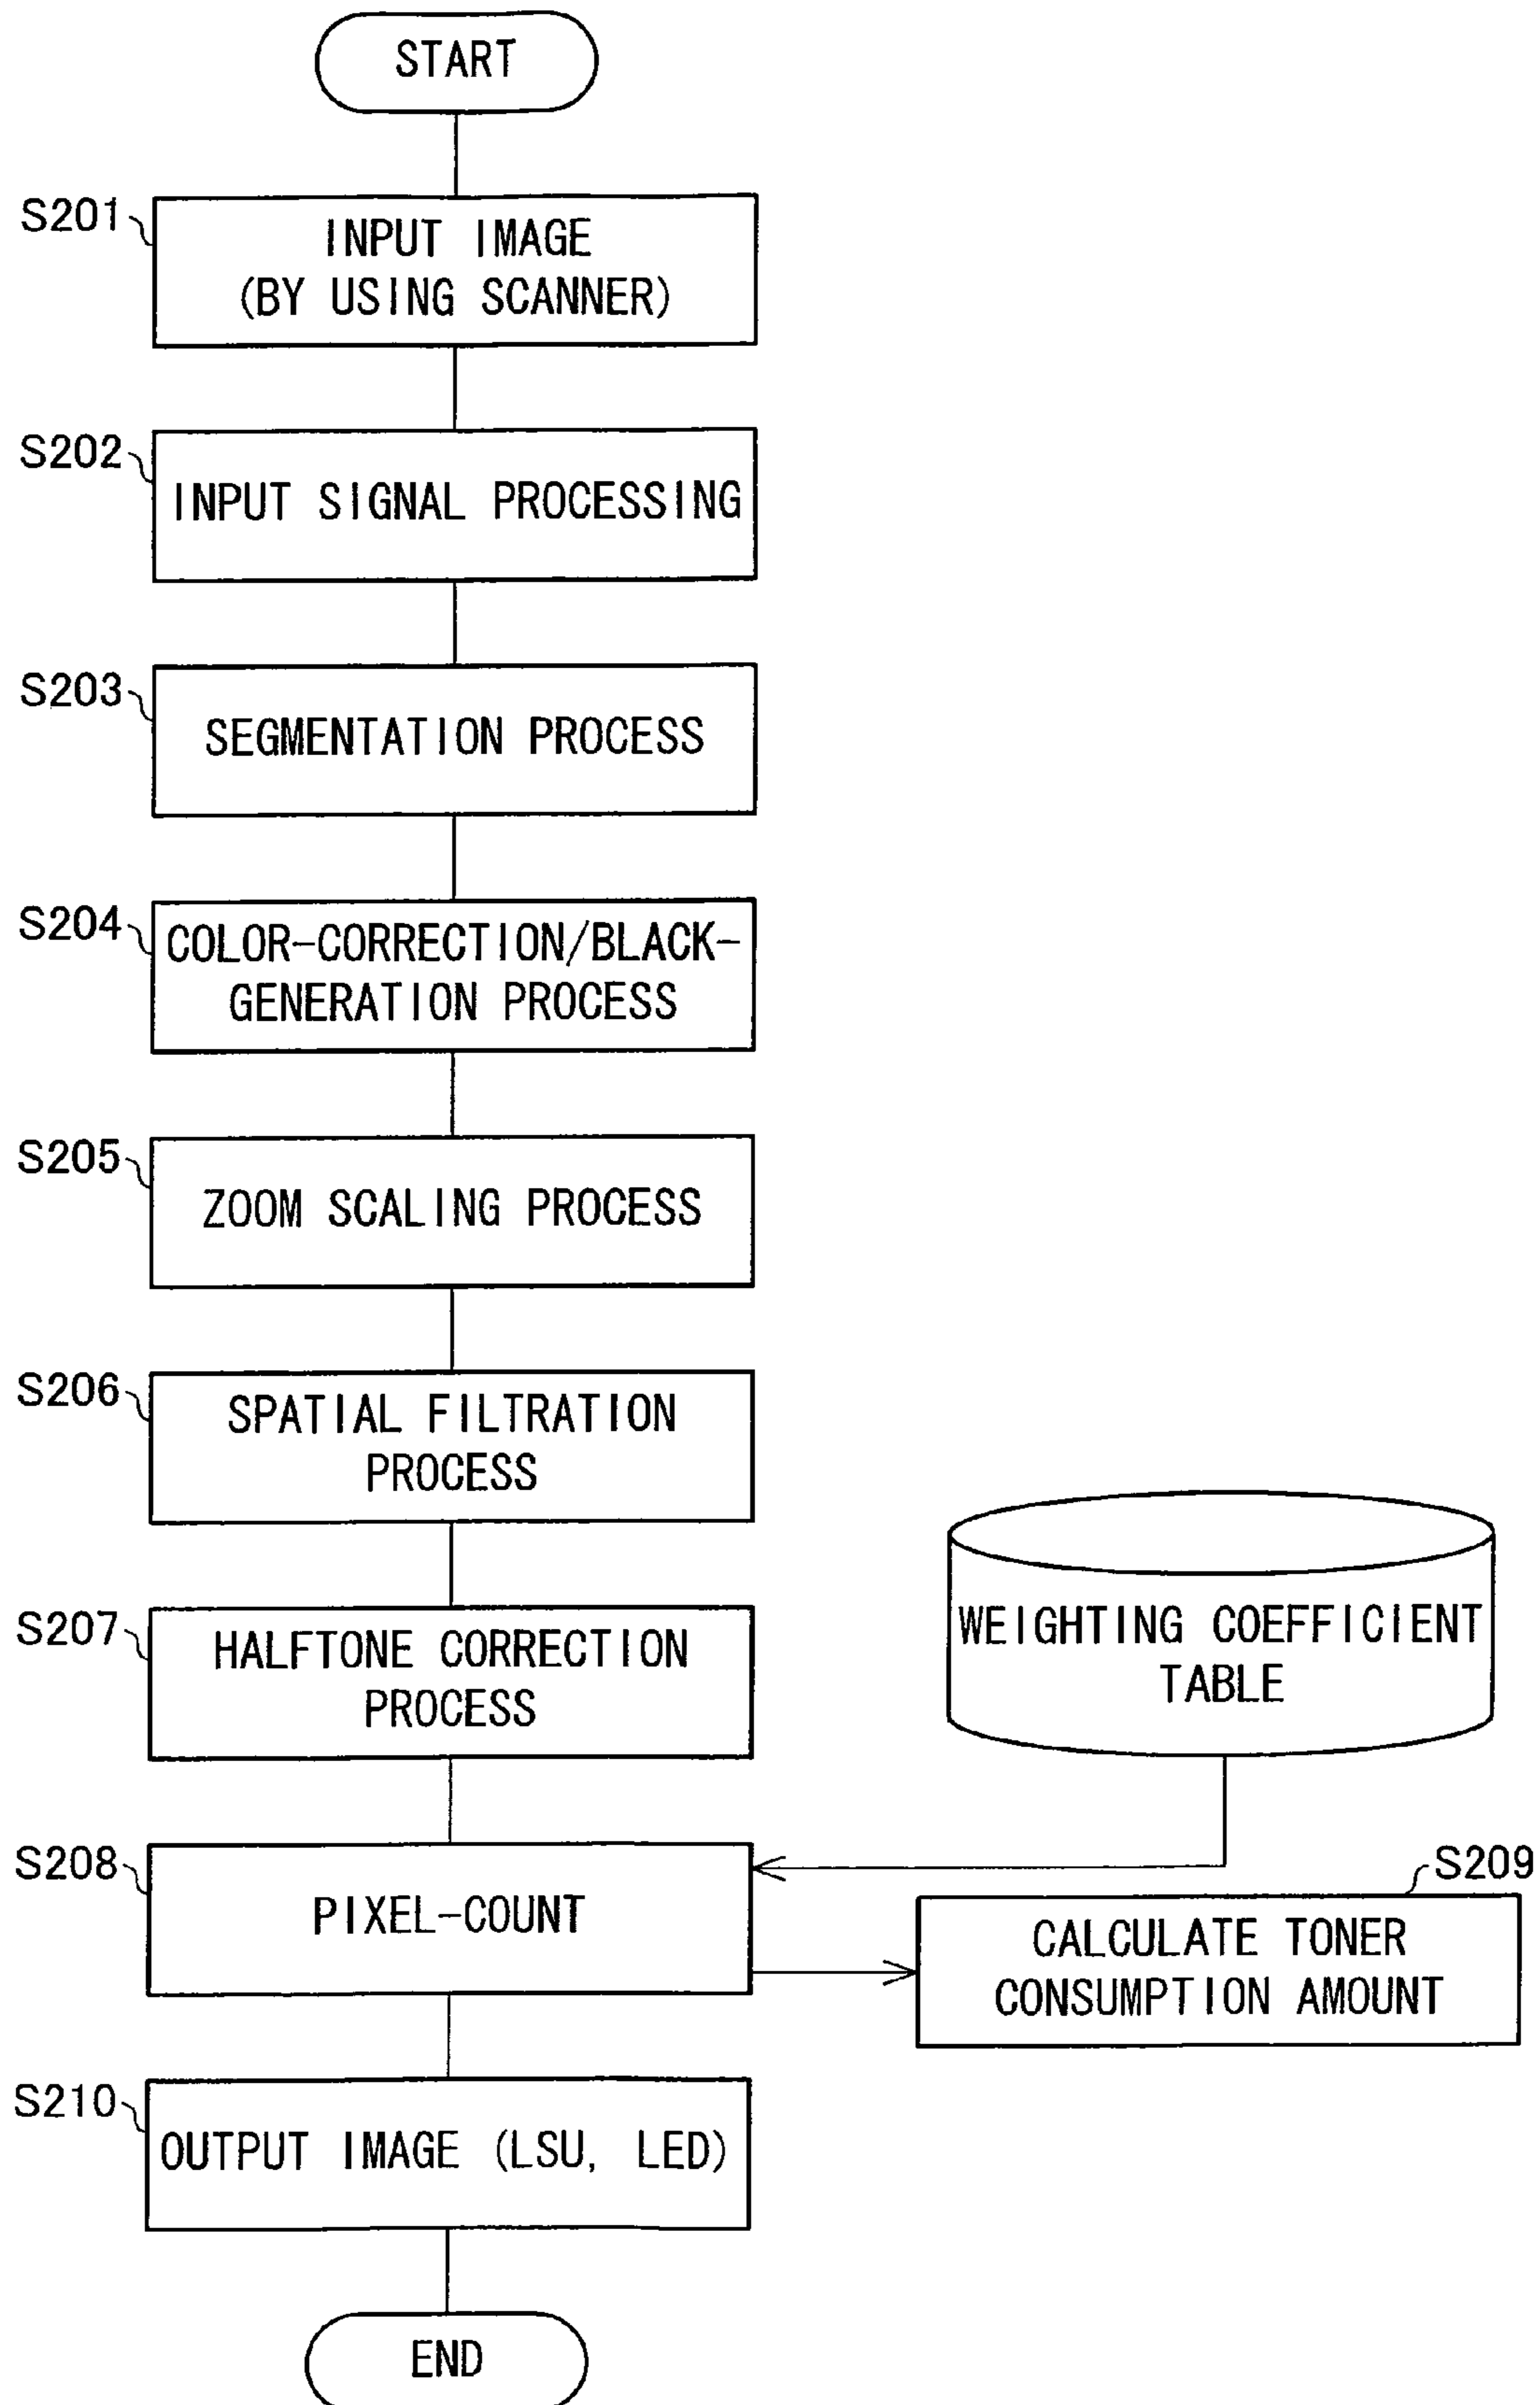 START
S201
INPUT IMAGE
(BY USING SCANNER)
S202
INPUT SIGNAL PROCESSING
S203
SEGMENTATION PROCESS
S204
COLOR-CORRECTION/BLACK-
GENERATION PROCESS
S205
ZOOM SCALING PROCESS
S206
SPATIAL FILTRATION
PROCESS
S207
HALFTONE CORRECTION
PROCESS
WEIGHTING COEFFICIENT
TABLE
S208
PIXEL-COUNT
S209
CALCULATE TONER
CONSUMPTION AMOUNT
S210
OUTPUT IMAGE (LSU, LED)
END